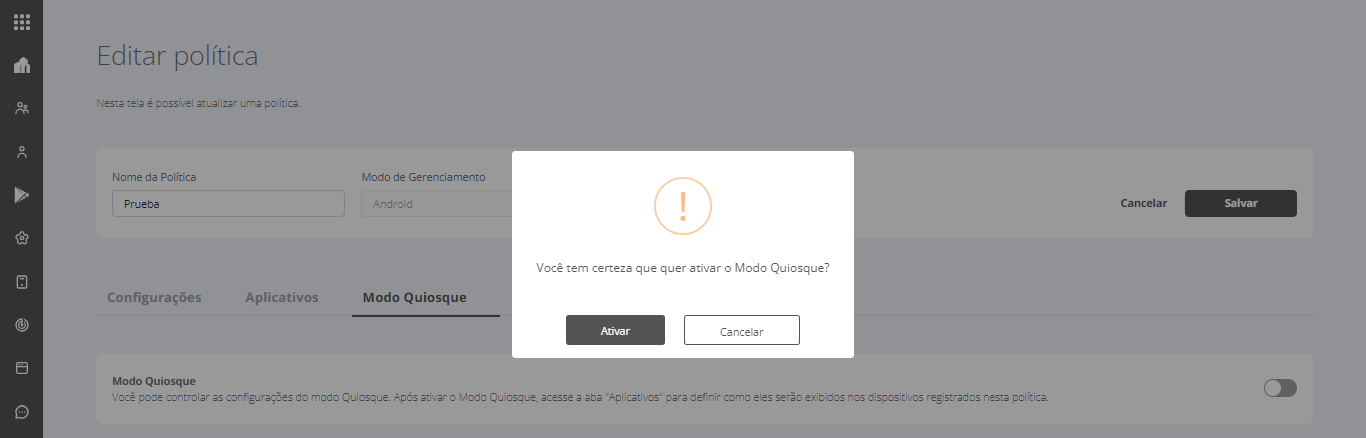 Editar política
Nesta tela é possível atualizar uma política.
Nome da Política
Modo de Gerenciamento
Prueba
Android
Cancelar
Salvar
!
Você tem certeza que quer ativar o Modo Quiosque?
Ativar
Cancelar
Configurações
Aplicativos
Modo Quiosque
Modo Quiosque
Você pode controlar as configurações do modo Quiosque. Após ativar o Modo Quiosque, acesse a aba "Aplicativos" para definir como eles serão exibidos nos dispositivos registrados nesta política.